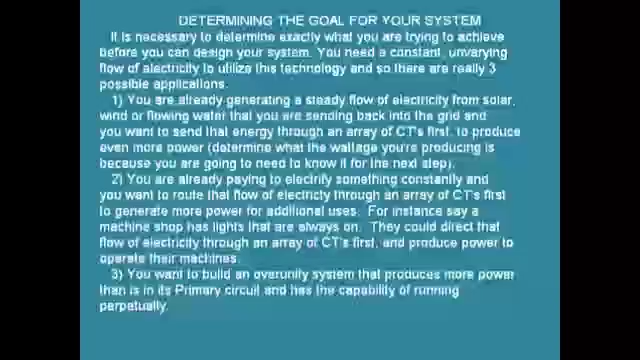 DETERMINING THE GOAL FOR YOUR SYSTEM
It is necessary to determine exactly what you are trying to achieve
before you can design your system. You need a constant, unvarying
flow of electricity to utilize this technology and so there are really 3
possible applications.
1) You are already generating a steady flow of electricity from solar,
wind or flowing water that you are sending back into the grid and
you want to send that energy through an array of CT's first, to produce
even more power (determine what the wattage you're producing is
because you are going to need to know it for the next step).
2) You are already paying to electrify something constantly and
you want to route that flow of electricty through an array of CT's first
to generate more power for additional uses. For instance say a
machine shop has lights that are always on. They could direct that
flow of electricity through an array of CT's first, and produce power to
operate their machines.
3) You want to build an overunity system that produces more power
than is in its Primary circuit and has the capability of running
perpetually.